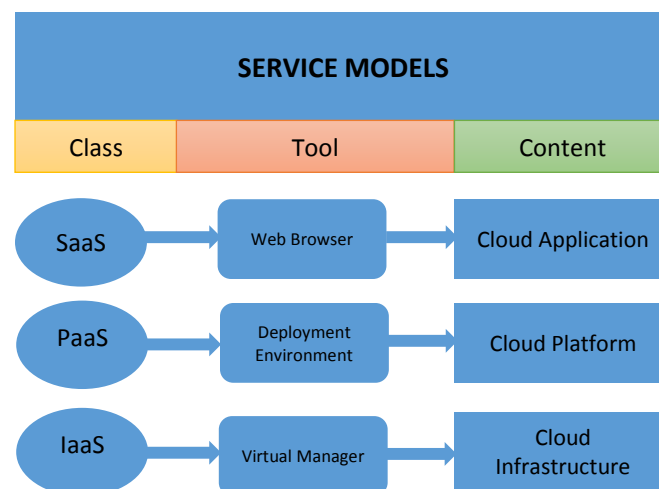 SERVICE MODELS
Class Tool Content
SaaS Web Browser Cloud Application
PaaS Deployment Environment Cloud Platform
IaaS Virtual Manager Cloud Infrastructure